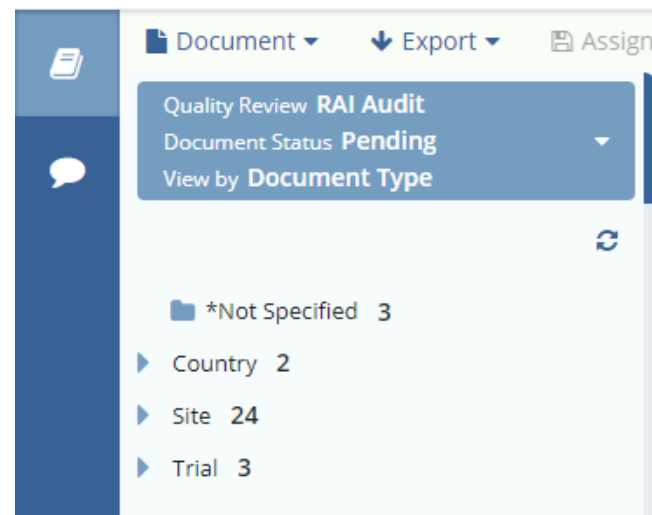 Document Export Assign
Quality Review RAI Audit
Document Status Pending
View by Document Type
*Not Specified 3
Country 2
Site 24
Trial 3